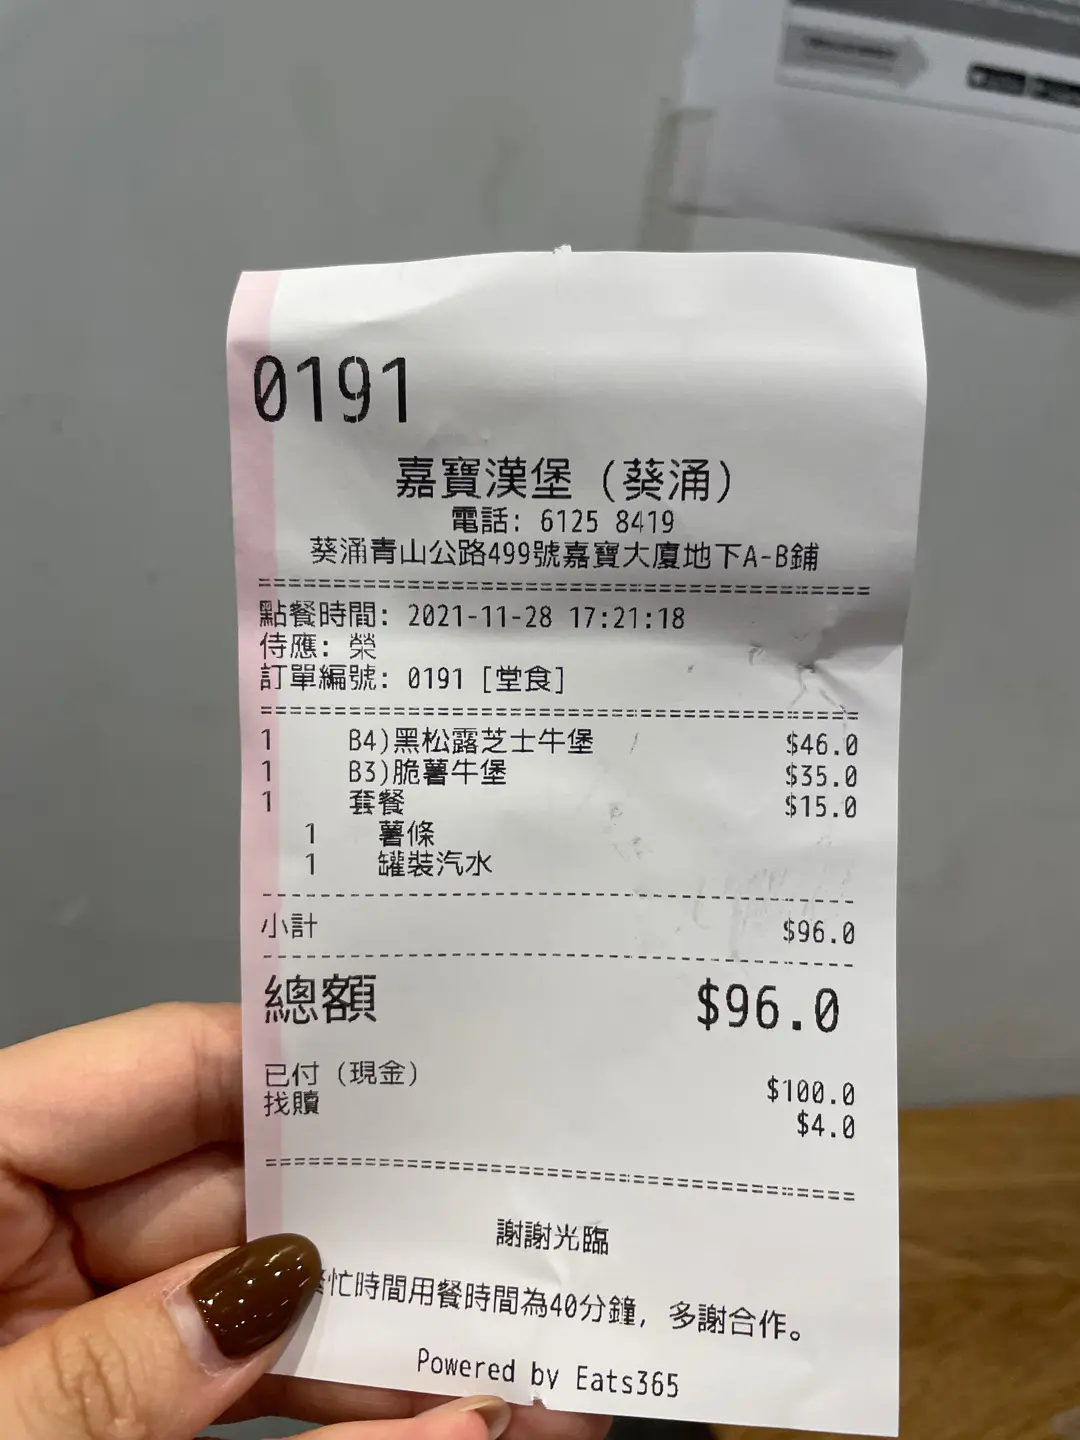 0191
嘉寶漢堡 (葵涌)
電話: 6125 8419
葵涌青山公路499號嘉寶大廈地下A-B鋪
點餐時間: 2021-11-28 17:21:18
侍應: 榮
訂單編號: 0191 [堂食]
1 B4)黑松露芝士牛堡 $46.0
1 B3)脆薯牛堡 $35.0
1 套餐 $15.0
1 薯條
1 罐裝汽水
小計 $96.0
總額 $96.0
已付 (現金) $100.0
找贖 $4.0
謝謝光臨
忙時間用餐時間為40分鐘, 多謝合作。
Powered by Eats365